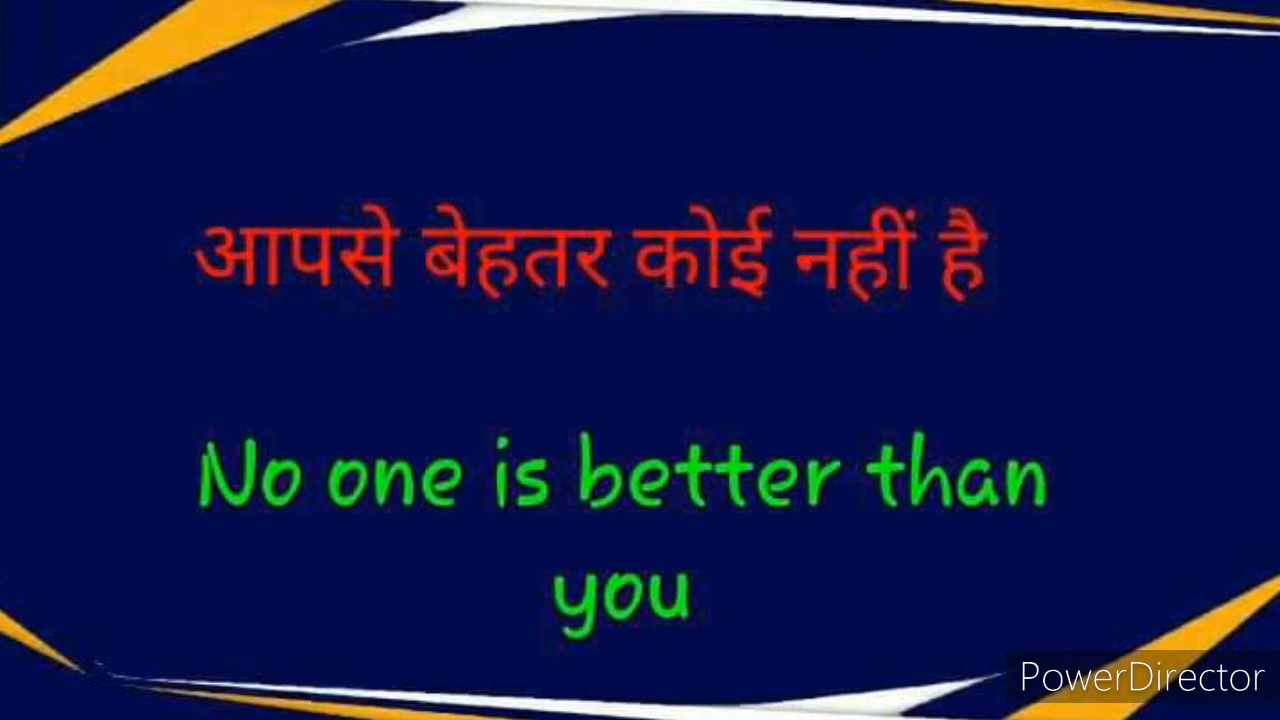 आपसे बेहतर कोई नहीं है
No one is better than
you
PowerDirector